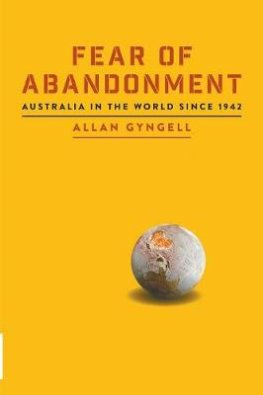 FEAR OF
ABANDONMENT
AUSTRALIA IN THE WORLD SINCE 1942
ALLAN GYNGELL